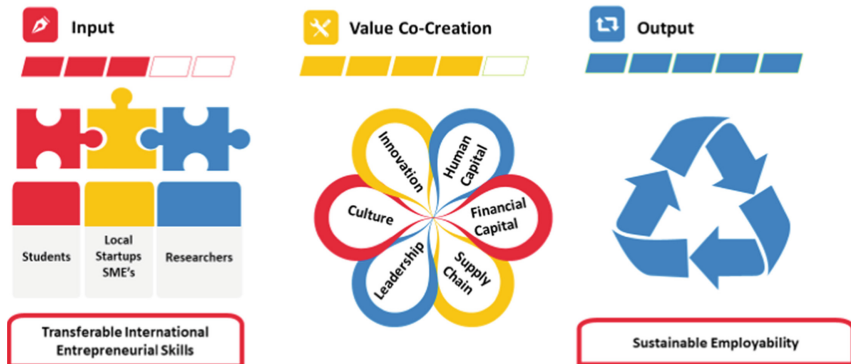 Input
Value Co-Creation
Output
Students
Local
Startups
SME's
Researchers
Transferable International
Entrepreneurial Skills
Innovation
Human
Capital
Culture
Financial
Capital
Leadership
Supply
Chain
Sustainable Employability